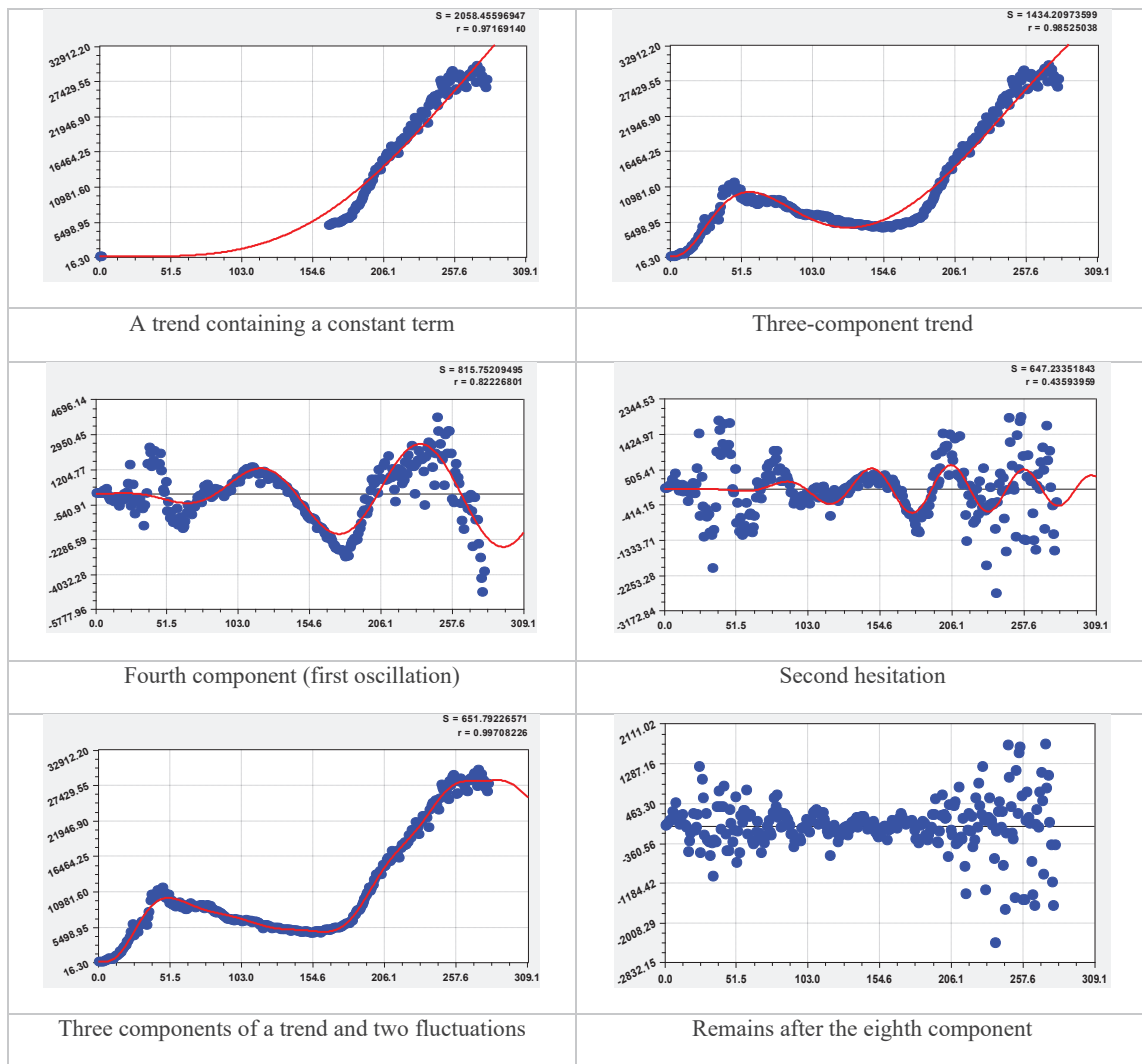 S = 2058.45596947
r = 0.97169140
32912.20
27429.55
21946.90
16464.25
10981.60
5498.95
16.30
0.0 51.5 103.0 154.6 206.1 257.6 309.1
A trend containing a constant term
S = 1434.20973599
r = 0.98525038
32912.20
27429.55
21946.90
16464.25
10981.60
5498.95
16.30
0.0 51.5 103.0 154.6 206.1 257.6 309.1
Three-component trend
S = 815.75209495
r = 0.82226801
4696.14
2950.45
1204.77
-540.91
-2286.59
-4032.28
-5777.96
0.0 51.5 103.0 154.6 206.1 257.6 309.1
Fourth component (first oscillation)
S = 647.23351843
r = 0.43593959
2344.53
1424.97
505.41
-414.15
-1333.71
-2253.28
-3172.84
0.0 51.5 103.0 154.6 206.1 257.6 309.1
Second hesitation
S = 651.79226571
r = 0.99708226
32912.20
27429.55
21946.90
16464.25
10981.60
5498.95
16.30
0.0 51.5 103.0 154.6 206.1 257.6 309.1
Three components of a trend and two fluctuations
2111.02
1287.16
463.30
-360.56
-1184.42
-2008.29
-2832.15
0.0 51.5 103.0 154.6 206.1 257.6 309.1
Remains after the eighth component